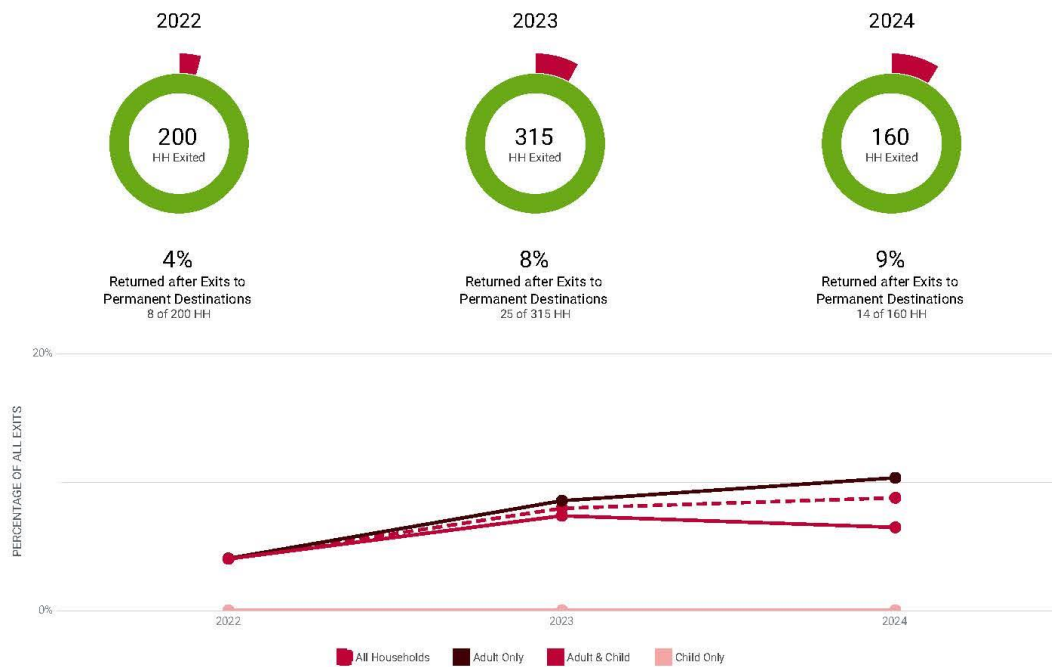 2022
2023
2024
200
HH Exited
315
HH Exited
160
HH Exited
4%
Returned after Exits to
Permanent Destinations
8 of 200 HH
8%
Returned after Exits to
Permanent Destinations
25 of 315 HH
9%
Returned after Exits to
Permanent Destinations
14 of 160 HH
20%
PERCENTAGE OF ALL EXITS
0%
2022
2023
2024
All Households
Adult Only
Adult & Child
Child Only